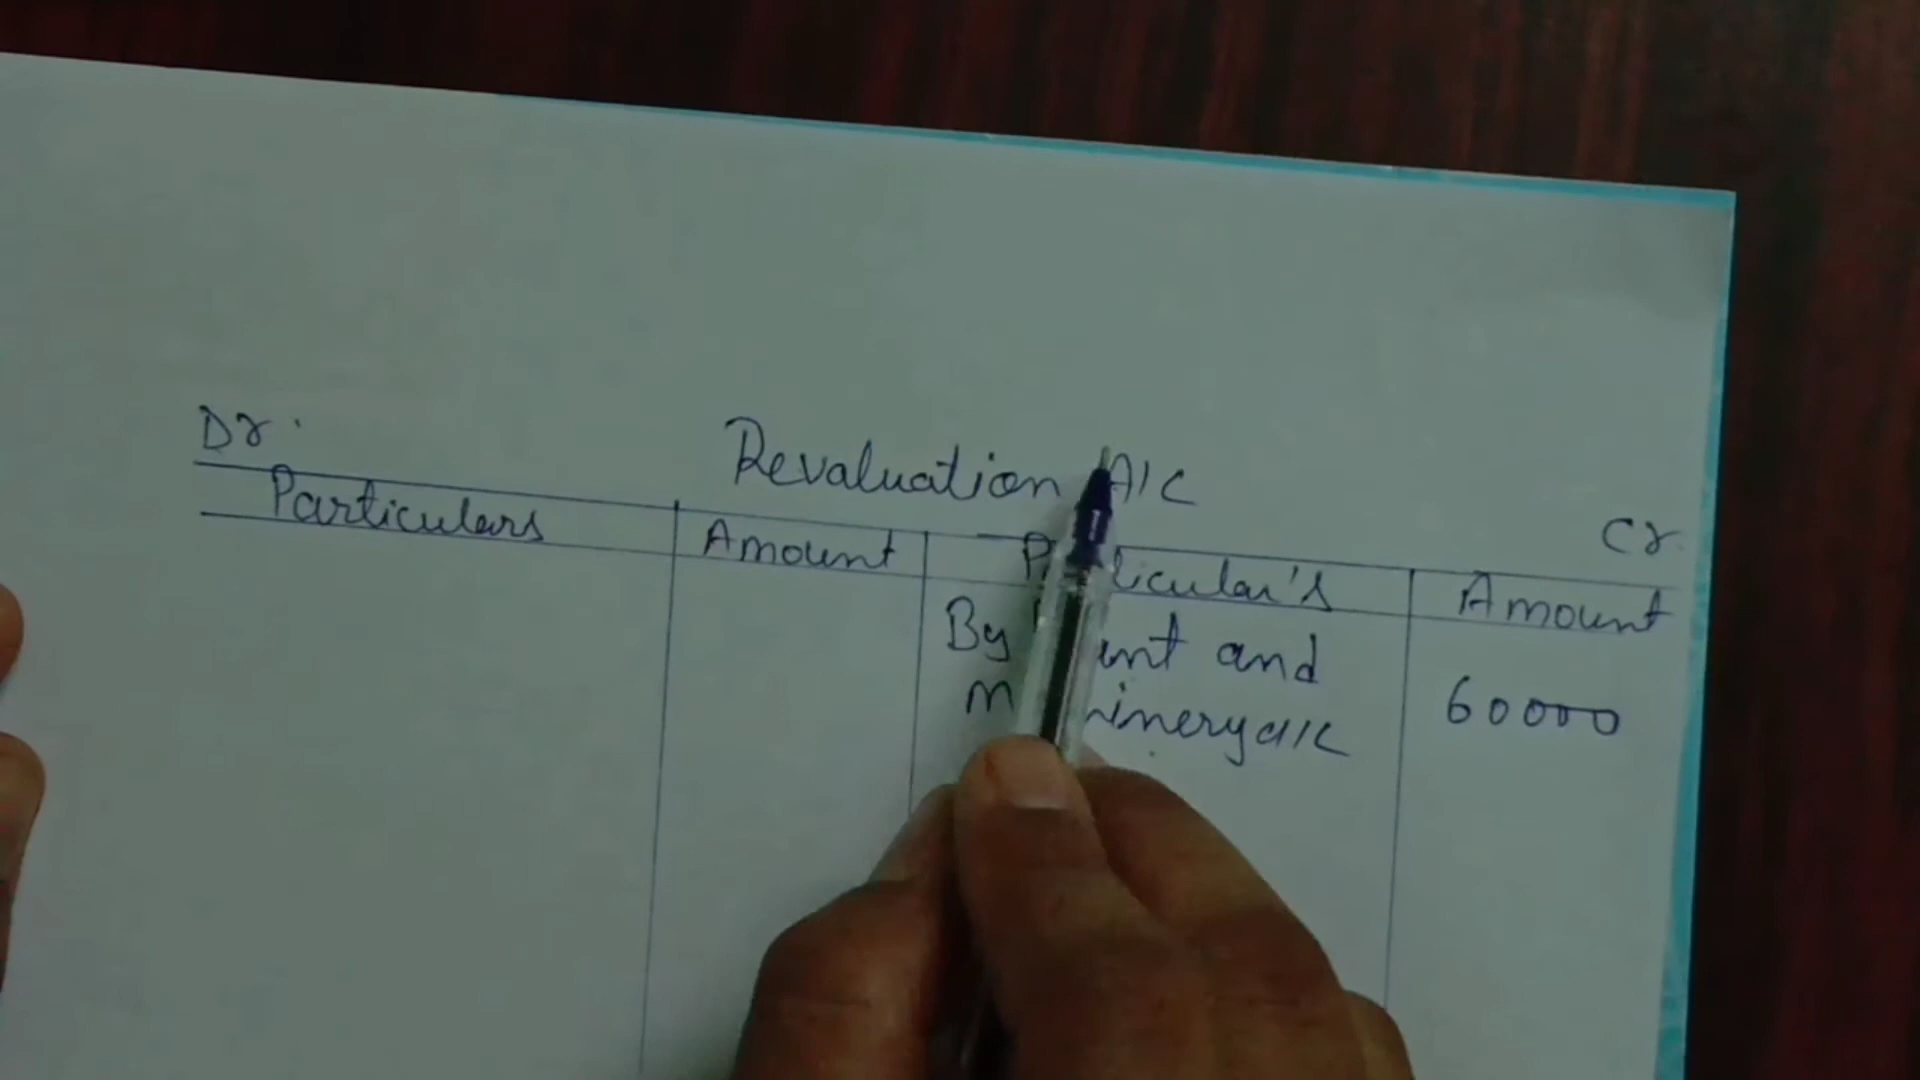 Dr.
Revaluation A/C
Cr.
Particulars Amount Amount
By and
a/c 60000